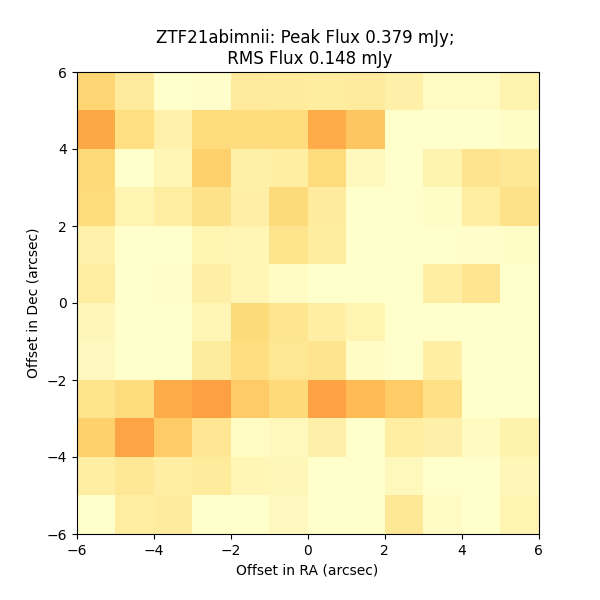 ZTF21abimnii: Peak Flux 0.379 mJy;
RMS Flux 0.148 mJy
6
4
2
0
−2
−4
−6
Offset in Dec (arcsec)
−6 −4 −2 0 2 4 6
Offset in RA (arcsec)